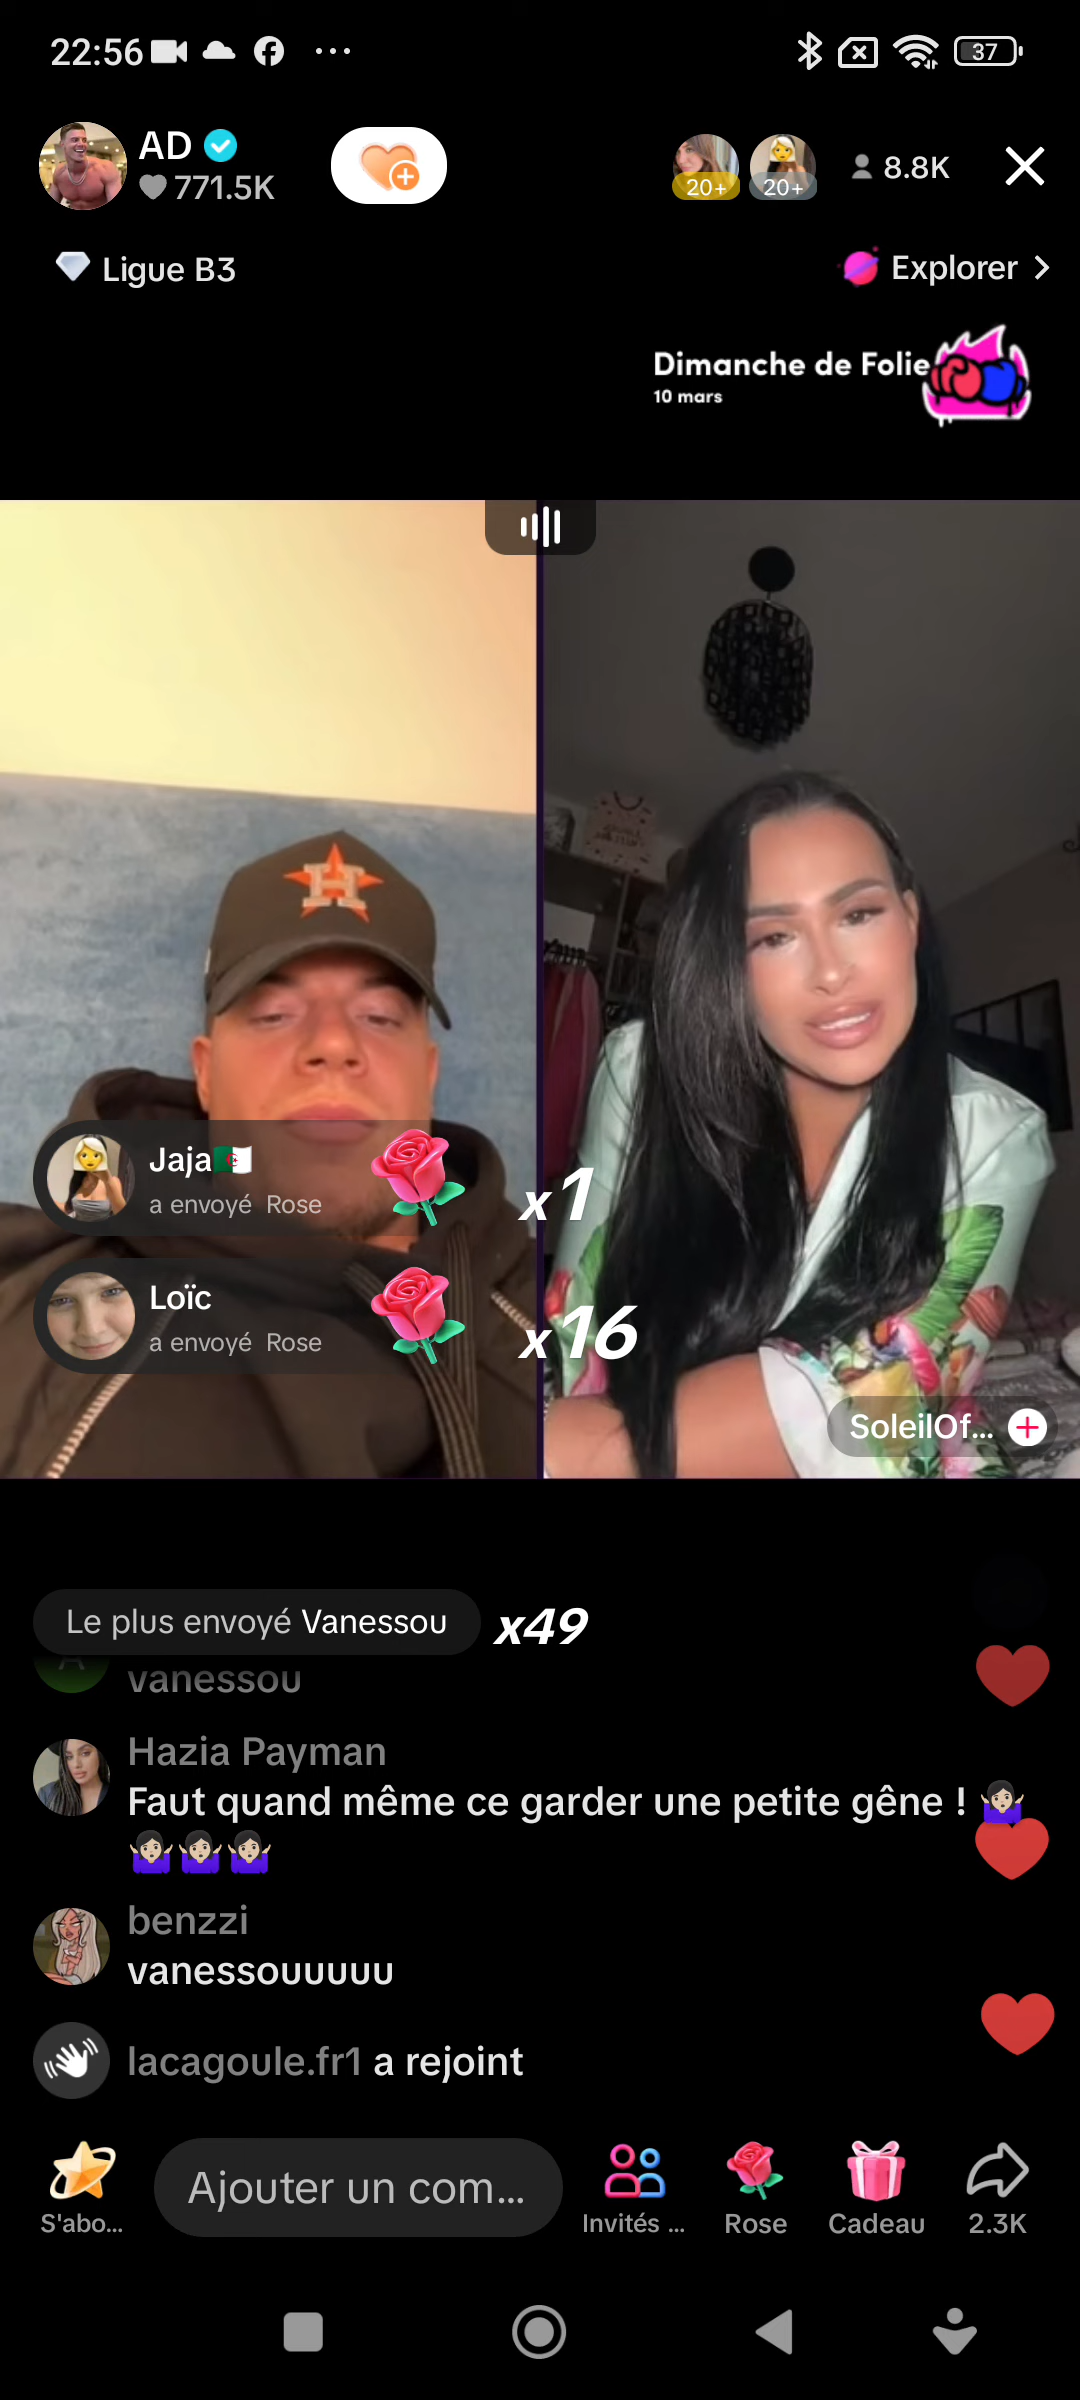 22:56
37
AD
771.5K
20+
20+
8.8K
Ligue B3
Explorer
Dimanche de Folie
10 mars
H
Jaja🇩🇿
a envoyé Rose
x1
Loïc
a envoyé Rose
x16
SoleilOf...
Le plus envoyé Vanessou x49
vanessou
Hazia Payman
Faut quand même ce garder une petite gêne ! 🤷🏻‍♀️
🤷🏻‍♀️🤷🏻‍♀️🤷🏻‍♀️
benzzi
vanessouuuuu
lacagoule.fr1 a rejoint
Ajouter un com...
S'abo...
Invités ...
Rose
Cadeau
2.3K